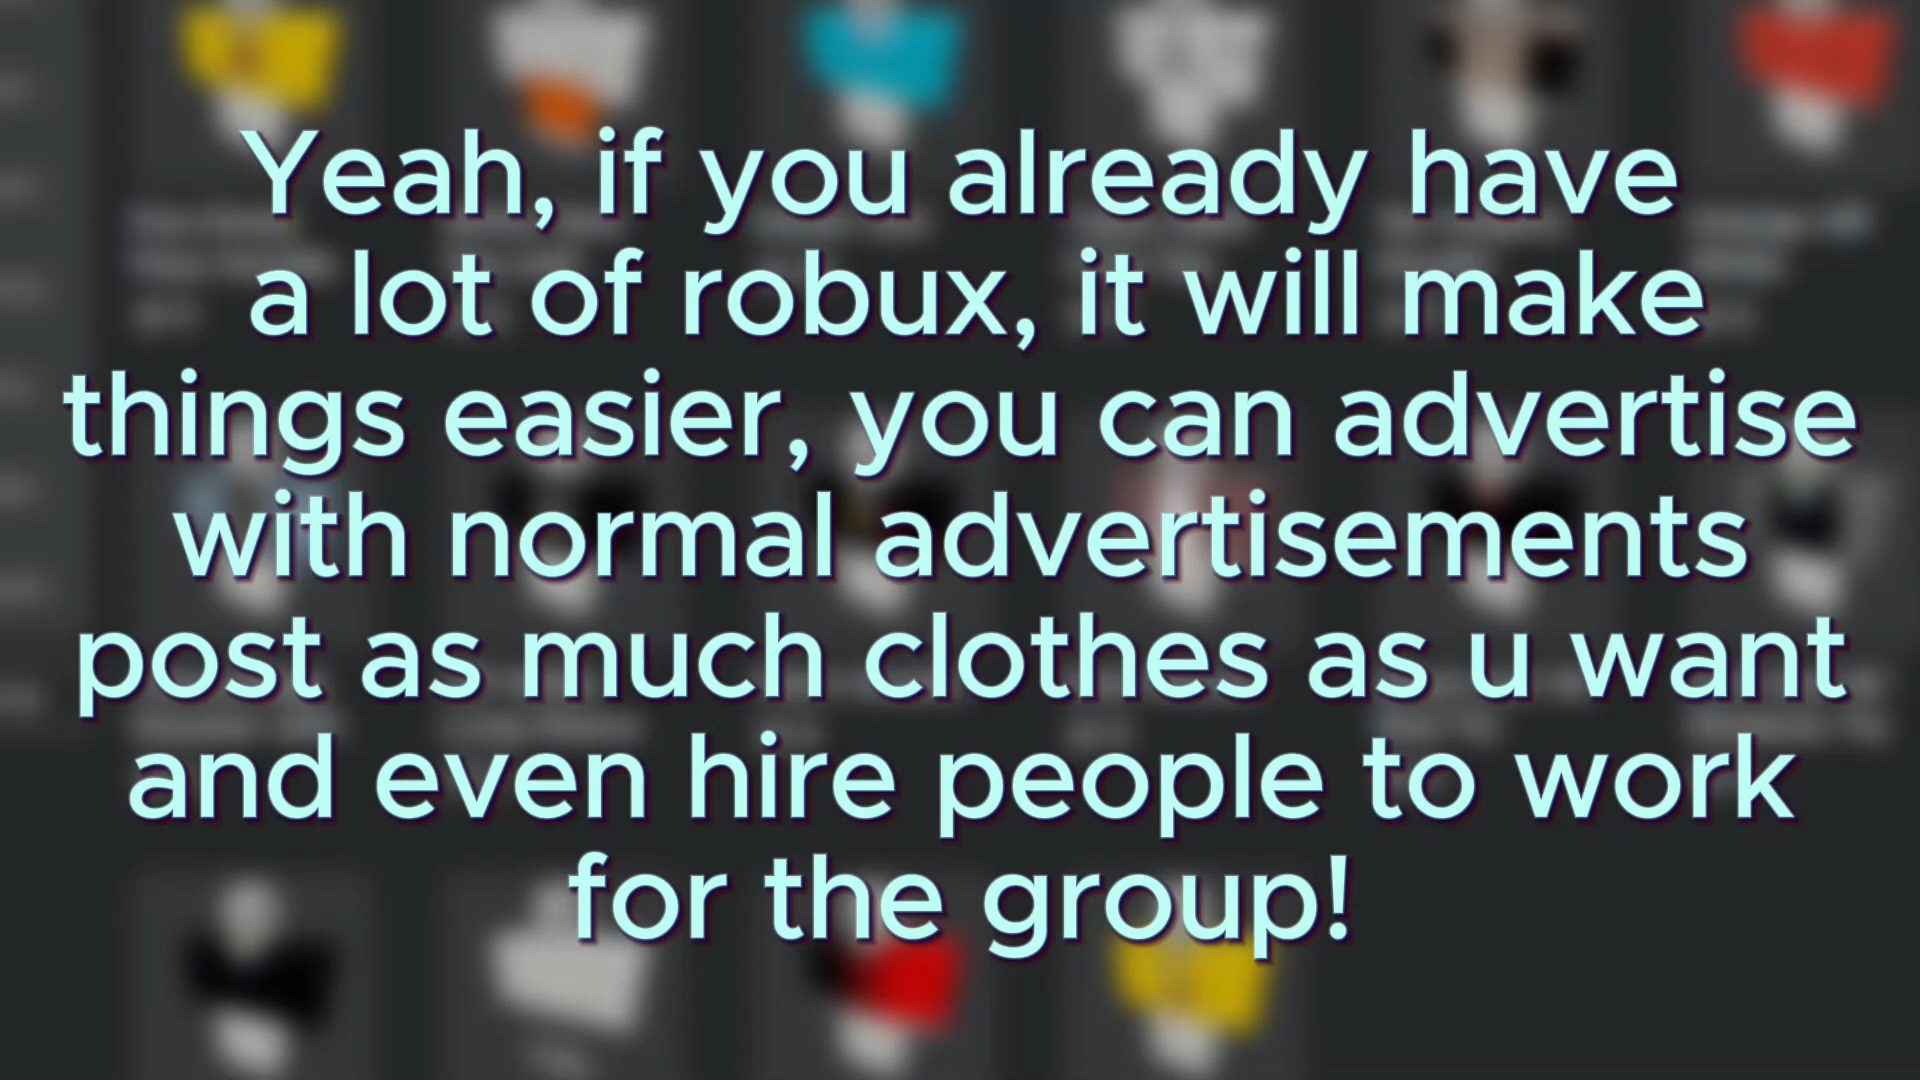 Yeah, if you already have
a lot of robux, it will make
things easier, you can advertise
with normal advertisements
post as much clothes as u want
and even hire people to work
for the group!